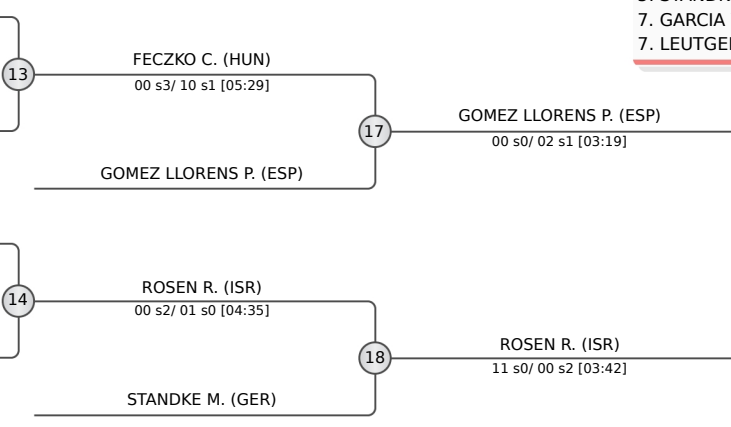 7. GARCIA
7.
13
FECZKO C. (HUN)
00 s3/ 10 s1 [05:29]
17
GOMEZ LLORENS P. (ESP)
00 s0/ 02 s1 [03:19]
GOMEZ LLORENS P. (ESP)
14
ROSEN R. (ISR)
00 s2/ 01 s0 [04:35]
18
ROSEN R. (ISR)
11 s0/ 00 s2 [03:42]
STANDKE M. (GER)